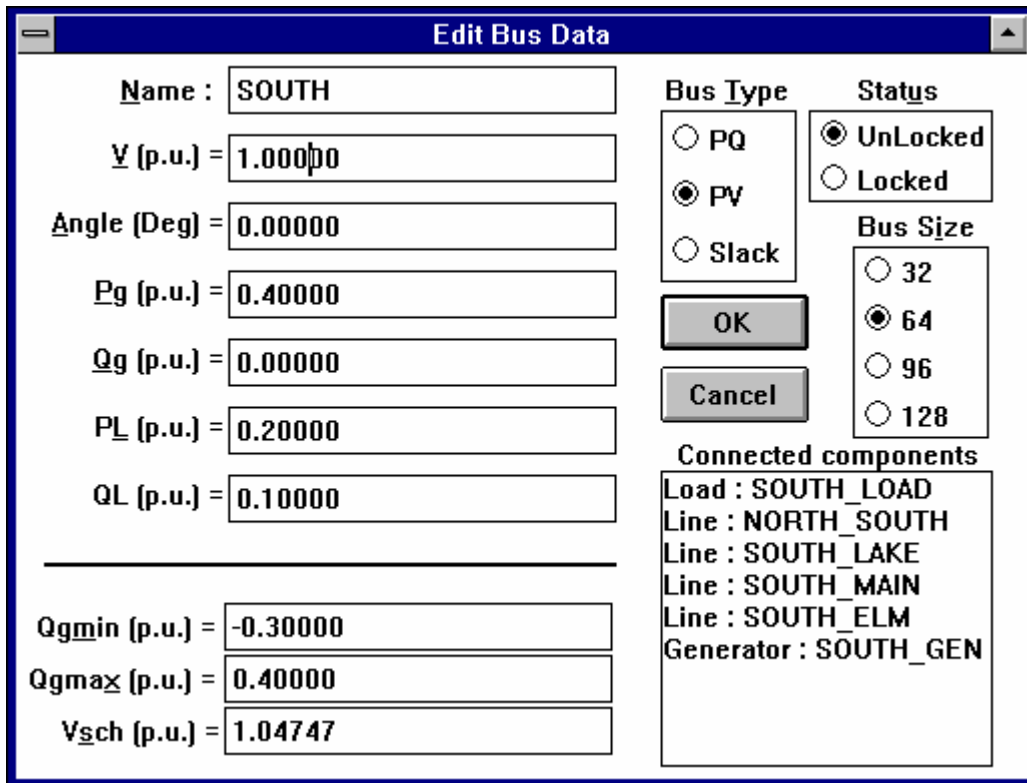 Edit Bus Data
Name : SOUTH
V (p.u.) = 1.00000
Angle (Deg) = 0.00000
Pg (p.u.) = 0.40000
Qg (p.u.) = 0.00000
PL (p.u.) = 0.20000
QL (p.u.) = 0.10000
Qgmin (p.u.) = -0.30000
Qgmax (p.u.) = 0.40000
Vsch (p.u.) = 1.04747
Bus Type
PQ
PV
Slack
Status
UnLocked
Locked
Bus Size
32
64
96
128
OK
Cancel
Connected components
Load : SOUTH_LOAD
Line : NORTH_SOUTH
Line : SOUTH_LAKE
Line : SOUTH_MAIN
Line : SOUTH_ELM
Generator : SOUTH_GEN